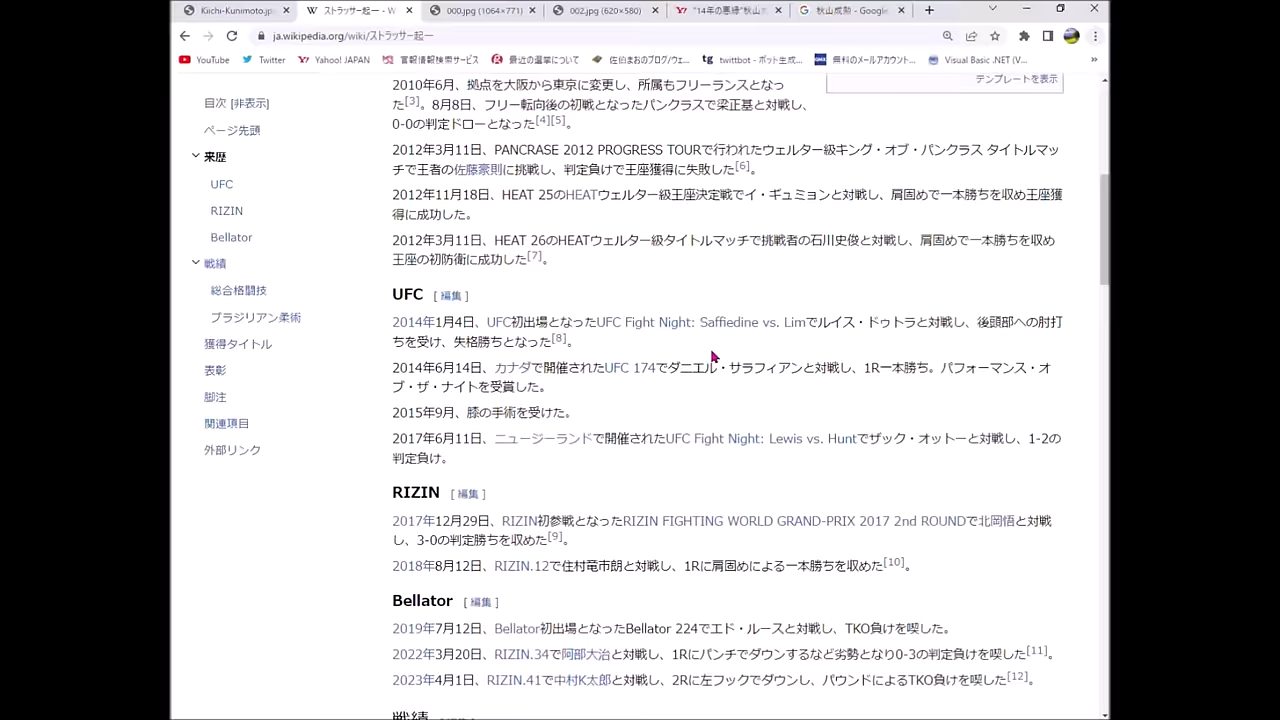 Kiichi-Kunimoto.jp
ストラッサー起一 - W
000.jpg (1064×771)
002.jpg (620×580)
"14年の悪縁"秋山
秋山成勲 - Google
ja.wikipedia.org/wiki/ストラッサー起一
YouTube
Twitter
Yahoo! JAPAN
官報情報検索サービス
最近の選挙について
佐伯まおのブログ/ウェ...
twittbot - ボット生成...
無料のメールアカウント...
Visual Basic .NET (V...
»
テンプレートを表示
目次 [非表示]
ページ先頭
来歴
UFC
RIZIN
Bellator
戦績
総合格闘技
ブラジリアン柔術
獲得タイトル
表彰
脚注
関連項目
外部リンク
2010年6月、拠点を大阪から東京に変更し、所属もフリーランスとなっ
た[3]。8月8日、フリー転向後の初戦となったパンクラスで梁正基と対戦し、
0-0の判定ドローとなった[4][5]。
2012年3月11日、PANCRASE 2012 PROGRESS TOURで行われたウェルター級キング・オブ・パンクラス タイトルマッ
チで王者の佐藤豪則に挑戦し、判定負けで王座獲得に失敗した[6]。
2012年11月18日、HEAT 25のHEATウェルター級王座決定戦でイ・ギュミョンと対戦し、肩固めで一本勝ちを収め王座獲
得に成功した。
2012年3月11日、HEAT 26のHEATウェルター級タイトルマッチで挑戦者の石川史俊と対戦し、肩固めで一本勝ちを収め
王座の初防衛に成功した[7]。
UFC [ 編集 ]
2014年1月4日、UFC初出場となったUFC Fight Night: Saffiedine vs. Limでルイス・ドゥトラと対戦し、後頭部への肘打
ちを受け、失格勝ちとなった[8]。
2014年6月14日、カナダで開催されたUFC 174でダニエル・サラフィアンと対戦し、1R一本勝ち。パフォーマンス・オ
ブ・ザ・ナイトを受賞した。
2015年9月、膝の手術を受けた。
2017年6月11日、ニュージーランドで開催されたUFC Fight Night: Lewis vs. Huntでザック・オットーと対戦し、1-2の
判定負け。
RIZIN [ 編集 ]
2017年12月29日、RIZIN初参戦となったRIZIN FIGHTING WORLD GRAND-PRIX 2017 2nd ROUNDで北岡悟と対戦
し、3-0の判定勝ちを収めた[9]。
2018年8月12日、RIZIN.12で住村竜市朗と対戦し、1Rに肩固めによる一本勝ちを収めた[10]。
Bellator [ 編集 ]
2019年7月12日、Bellator初出場となったBellator 224でエド・ルースと対戦し、TKO負けを喫した。
2022年3月20日、RIZIN.34で阿部大治と対戦し、1Rにパンチでダウンするなど劣勢となり0-3の判定負けを喫した[11]。
2023年4月1日、RIZIN.41で中村K太郎と対戦し、2Rに左フックでダウンし、パウンドによるTKO負けを喫した[12]。
戦績